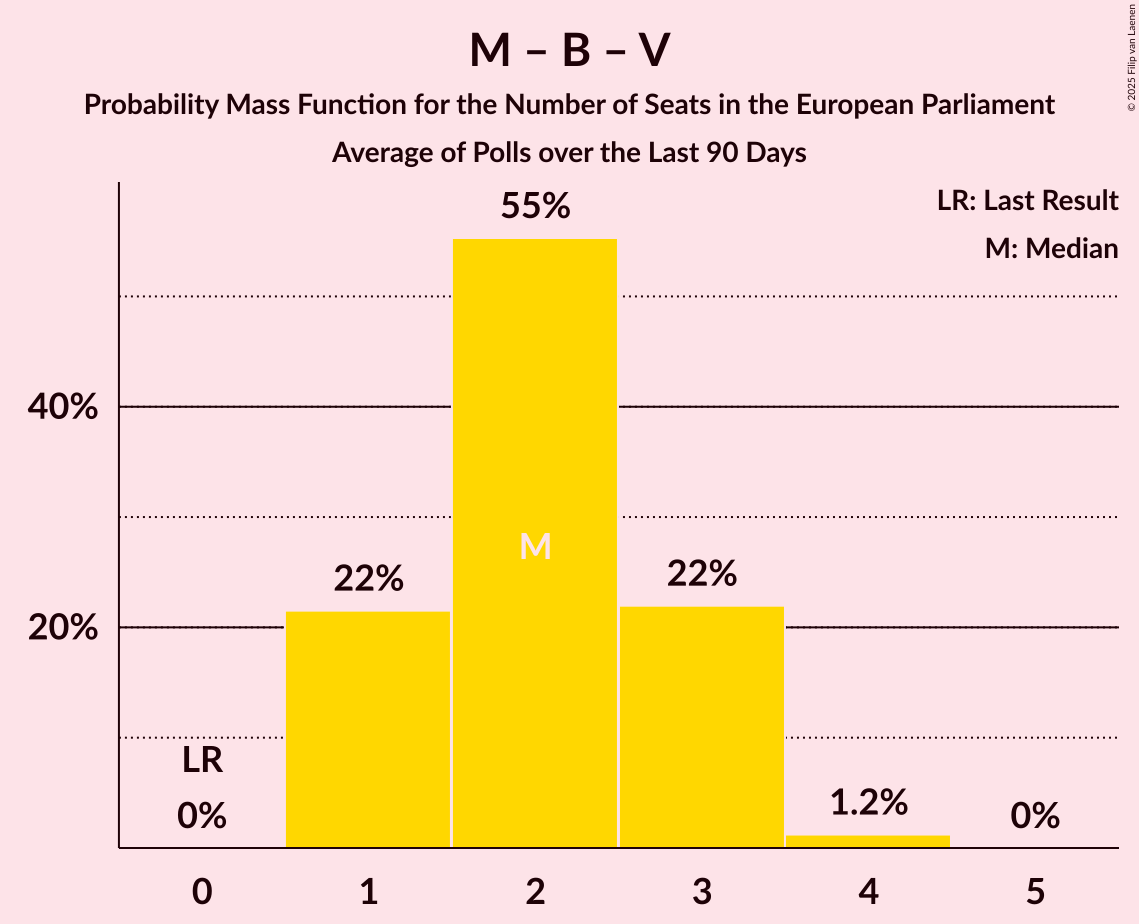 M – B – V
Probability Mass Function for the Number of Seats in the European Parliament
Average of Polls over the Last 90 Days
© 2025 Filip van Laenen
LR: Last Result
M: Median
55%
40%
M
22%
22%
20%
LR
0%
1.2%
0%
0 1 2 3 4 5